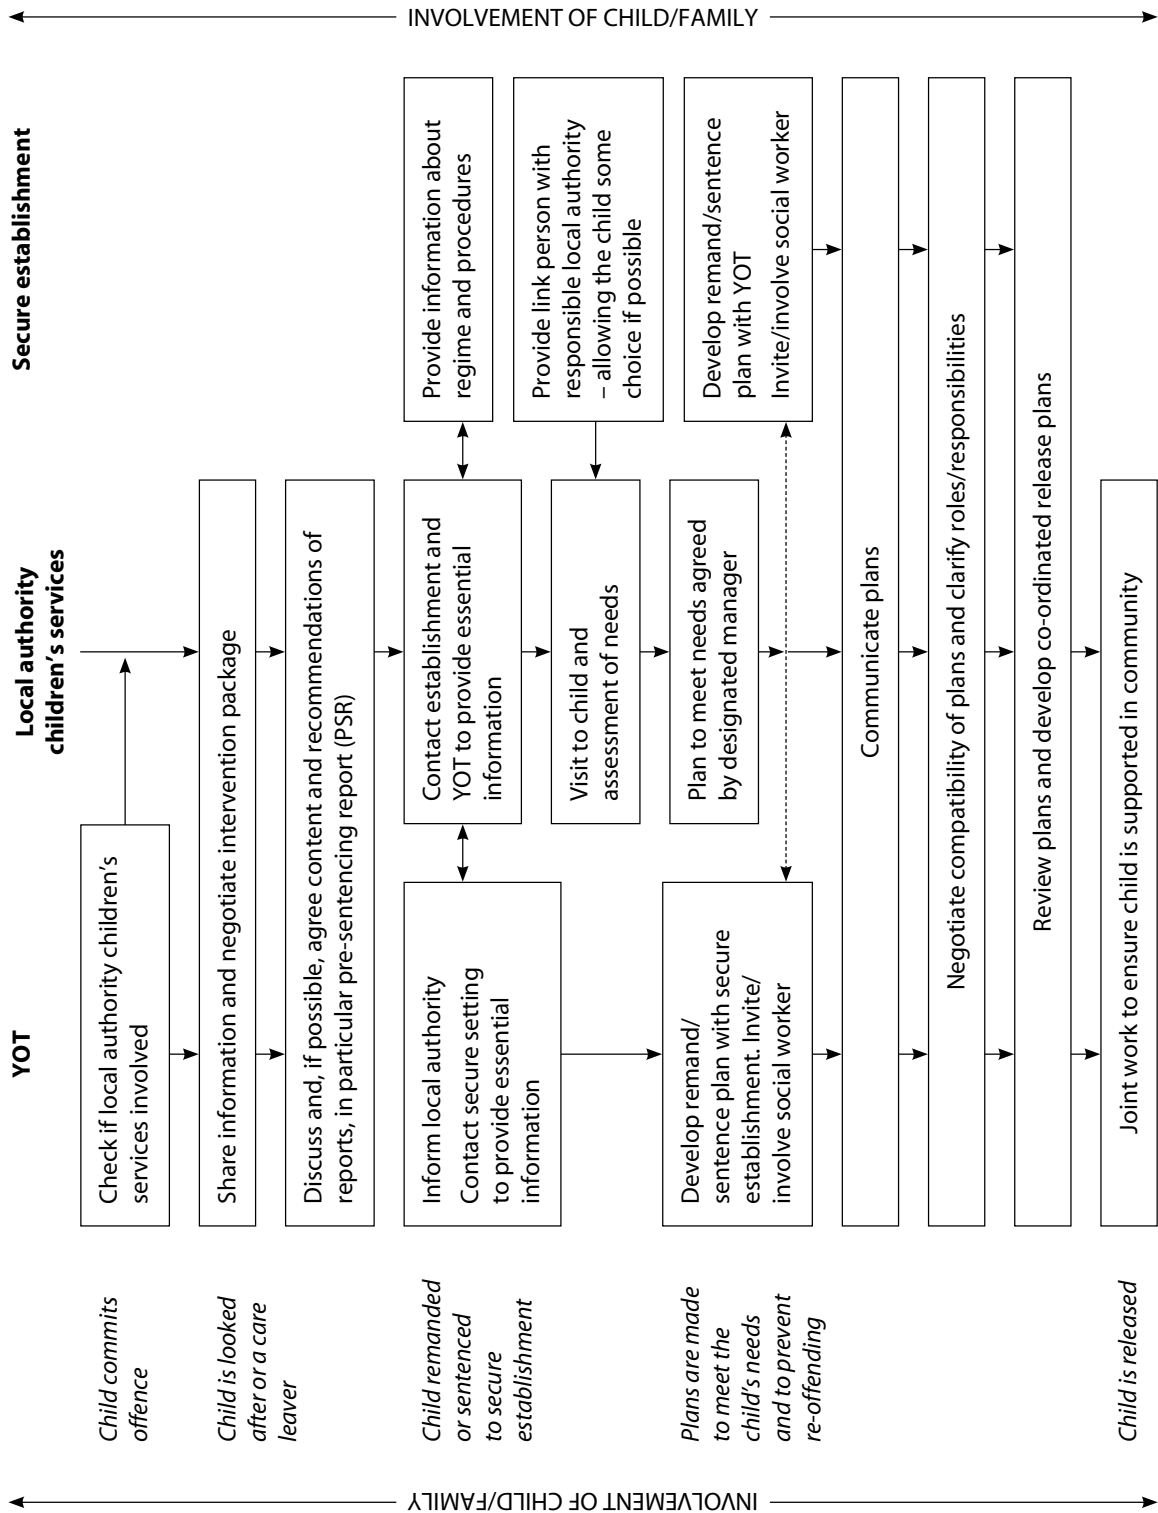 INVOLVEMENT OF CHILD/FAMILY
YOT
Local authority
children's services
Secure establishment
Child commits
offence
Check if local authority children's
services involved
Child is looked
after or a care
leaver
Share information and negotiate intervention package
Discuss and, if possible, agree content and recommendations of
reports, in particular pre-sentencing report (PSR)
Child remanded
or sentenced
to secure
establishment
Inform local authority
Contact secure setting
to provide essential
information
Contact establishment and
YOT to provide essential
information
Provide information about
regime and procedures
Visit to child and
assessment of needs
Provide link person with
responsible local authority
– allowing the child some
choice if possible
Plans are made
to meet the
child's needs
and to prevent
re-offending
Develop remand/
sentence plan with secure
establishment. Invite/
involve social worker
Plan to meet needs agreed
by designated manager
Develop remand/sentence
plan with YOT
Invite/involve social worker
Communicate plans
Negotiate compatibility of plans and clarify roles/responsibilities
Review plans and develop co-ordinated release plans
Child is released
Joint work to ensure child is supported in community
INVOLVEMENT OF CHILD/FAMILY